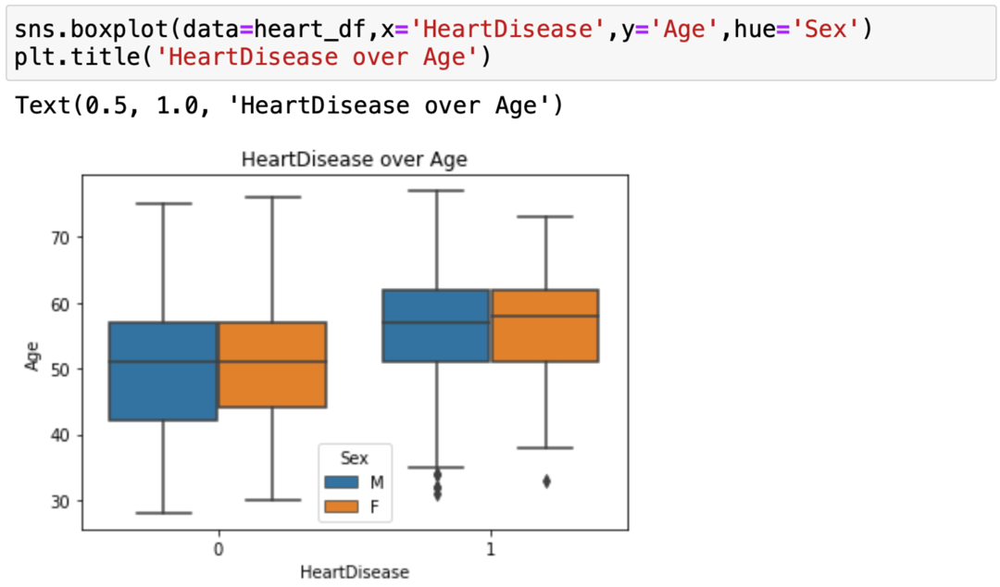 sns.boxplot(data=heart_df,x='HeartDisease',y='Age',hue='Sex')
plt.title('HeartDisease over Age')
Text(0.5, 1.0, 'HeartDisease over Age')
HeartDisease over Age
70
60
50
40
30
Age
Sex
M
F
0 1
HeartDisease